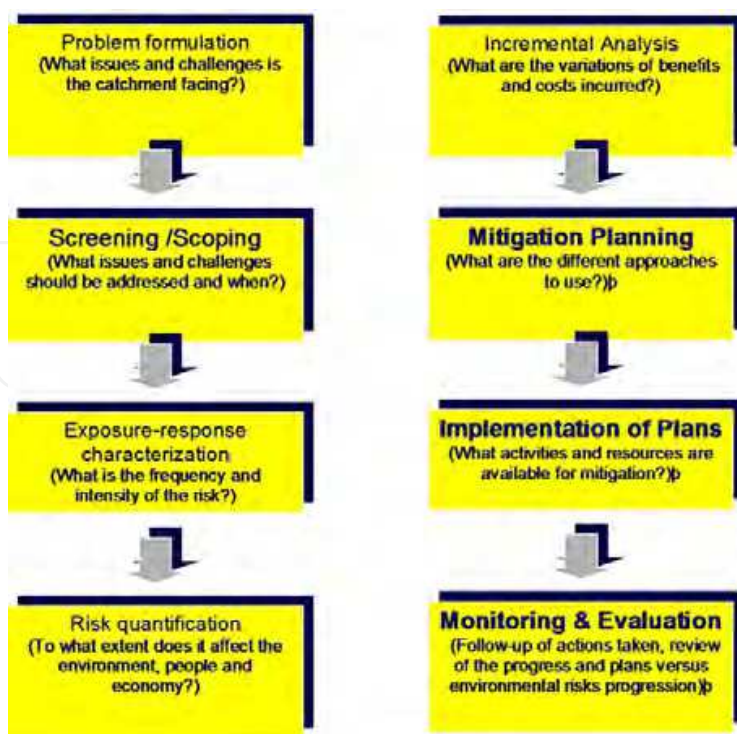 Problem formulation
(What issues and challenges is
the catchment facing?)
Screening /Scoping
(What issues and challenges
should be addressed and when?)
Exposure-response
characterization
(What is the frequency and
intensity of the risk?)
Risk quantification
(To what extent does it affect the
environment, people and
economy?)
Incremental Analysis
(What are the variations of benefits
and costs incurred?)
Mitigation Planning
(What are the different approaches
to use?)þ
Implementation of Plans
(What activities and resources are
available for mitigation?)þ
Monitoring & Evaluation
(Follow-up of actions taken, review
of the progress and plans versus
environmental risks progression)þ